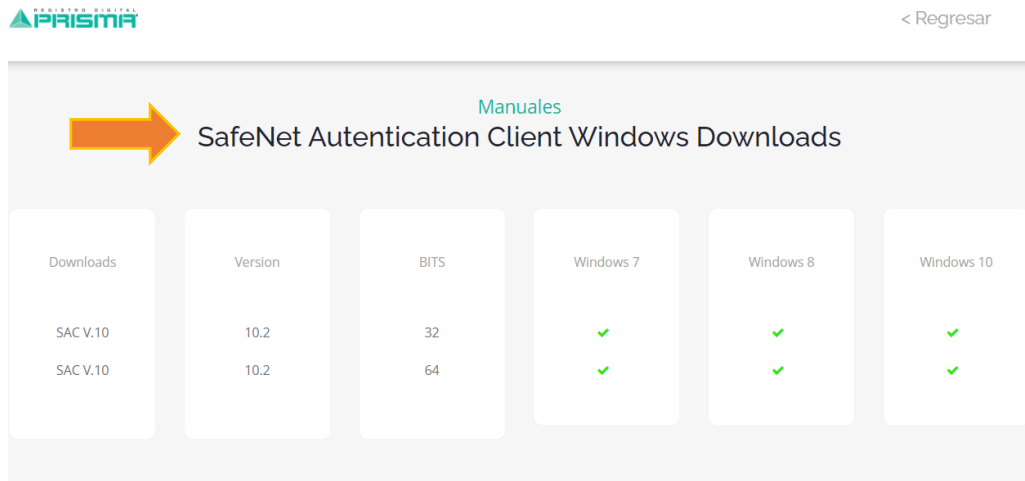 REGISTRO DIGITAL
PRISMA
< Regresar
Manuales
SafeNet Autentication Client Windows Downloads
Downloads Version BITS Windows 7 Windows 8 Windows 10
SAC V.10 10.2 32
SAC V.10 10.2 64